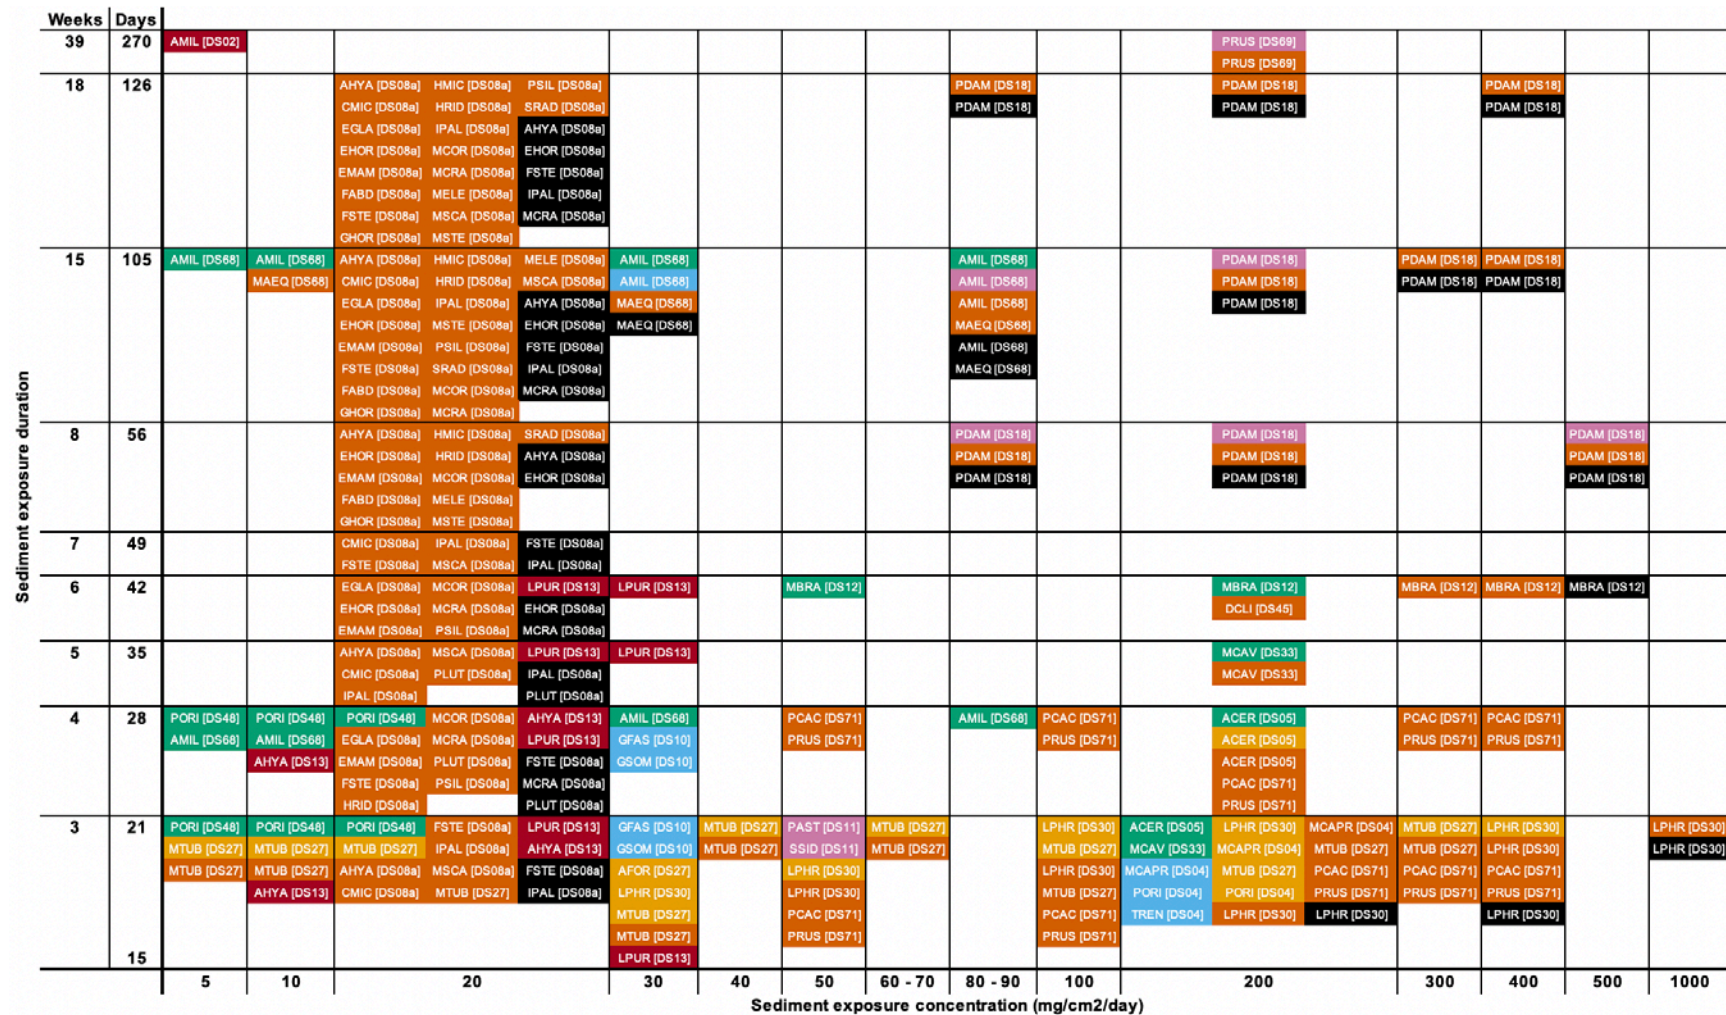 Weeks Days
39 270 AMIL [DS02] PRUS [DS69]
PRUS [DS69]
18 126 AHYA [DS08a] HMIC [DS08a] PSIL [DS08a] PDAM [DS18] PDAM [DS18] PDAM [DS18]
CMIC [DS08a] HRID [DS08a] SRAD [DS08a] PDAM [DS18] PDAM [DS18] PDAM [DS18]
EGLA [DS08a] IPAL [DS08a] AHYA [DS08a]
EHOR [DS08a] MCOR [DS08a] EHOR [DS08a]
EMAM [DS08a] MCRA [DS08a] FSTE [DS08a]
FABD [DS08a] MELE [DS08a] IPAL [DS08a]
FSTE [DS08a] MSCA [DS08a] MCRA [DS08a]
GHOR [DS08a] MSTE [DS08a]
15 105 AMIL [DS68] AMIL [DS68] AHYA [DS08a] HMIC [DS08a] MELE [DS08a] AMIL [DS68] AMIL [DS68] PDAM [DS18] PDAM [DS18] PDAM [DS18]
MAEQ [DS68] CMIC [DS08a] HRID [DS08a] MSCA [DS08a] AMIL [DS68] AMIL [DS68] PDAM [DS18] PDAM [DS18] PDAM [DS18]
EGLA [DS08a] IPAL [DS08a] AHYA [DS08a] MAEQ [DS68] AMIL [DS68] PDAM [DS18]
EHOR [DS08a] MSTE [DS08a] EHOR [DS08a] MAEQ [DS68] MAEQ [DS68]
EMAM [DS08a] PSIL [DS08a] FSTE [DS08a] AMIL [DS68]
FSTE [DS08a] SRAD [DS08a] IPAL [DS08a] MAEQ [DS68]
FABD [DS08a] MCOR [DS08a] MCRA [DS08a]
GHOR [DS08a] MCRA [DS08a]
8 56 AHYA [DS08a] HMIC [DS08a] SRAD [DS08a] PDAM [DS18] PDAM [DS18] PDAM [DS18]
EHOR [DS08a] HRID [DS08a] AHYA [DS08a] PDAM [DS18] PDAM [DS18] PDAM [DS18]
EMAM [DS08a] MCOR [DS08a] EHOR [DS08a] PDAM [DS18] PDAM [DS18] PDAM [DS18]
FABD [DS08a] MELE [DS08a]
GHOR [DS08a] MSTE [DS08a]
7 49 CMIC [DS08a] IPAL [DS08a] FSTE [DS08a]
FSTE [DS08a] MSCA [DS08a] IPAL [DS08a]
6 42 EGLA [DS08a] MCOR [DS08a] LPUR [DS13] LPUR [DS13] MBRA [DS12] MBRA [DS12] MBRA [DS12] MBRA [DS12] MBRA [DS12]
EHOR [DS08a] MCRA [DS08a] EHOR [DS08a] DCLI [DS45]
EMAM [DS08a] PSIL [DS08a] MCRA [DS08a]
5 35 AHYA [DS08a] MSCA [DS08a] LPUR [DS13] LPUR [DS13] MCAV [DS33]
CMIC [DS08a] PLUT [DS08a] IPAL [DS08a] MCAV [DS33]
IPAL [DS08a] PLUT [DS08a]
4 28 PORI [DS48] PORI [DS48] PORI [DS48] MCOR [DS08a] AHYA [DS13] AMIL [DS68] PCAC [DS71] AMIL [DS68] PCAC [DS71] ACER [DS05] PCAC [DS71] PCAC [DS71]
AMIL [DS68] AMIL [DS68] EGLA [DS08a] MCRA [DS08a] LPUR [DS13] GFAS [DS10] PRUS [DS71] PRUS [DS71] ACER [DS05] PRUS [DS71] PRUS [DS71]
AHYA [DS13] EMAM [DS08a] PLUT [DS08a] FSTE [DS08a] GSOM [DS10] ACER [DS05]
FSTE [DS08a] PSIL [DS08a] MCRA [DS08a] PCAC [DS71]
HRID [DS08a] PLUT [DS08a] PRUS [DS71]
3 21 PORI [DS48] PORI [DS48] PORI [DS48] FSTE [DS08a] LPUR [DS13] GFAS [DS10] MTUB [DS27] PAST [DS11] MTUB [DS27] LPHR [DS30] ACER [DS05] LPHR [DS30] MCAPR [DS04] MTUB [DS27] LPHR [DS30] LPHR [DS30]
MTUB [DS27] MTUB [DS27] MTUB [DS27] IPAL [DS08a] AHYA [DS13] GSOM [DS10] MTUB [DS27] SSID [DS11] MTUB [DS27] MTUB [DS27] MCAV [DS33] MCAPR [DS04] MTUB [DS27] MTUB [DS27] LPHR [DS30] LPHR [DS30]
MTUB [DS27] MTUB [DS27] AHYA [DS08a] MSCA [DS08a] FSTE [DS08a] AFOR [DS27] LPHR [DS30] LPHR [DS30] MCAPR [DS04] MTUB [DS27] PCAC [DS71] PCAC [DS71] PCAC [DS71]
AHYA [DS13] CMIC [DS08a] MTUB [DS27] IPAL [DS08a] LPHR [DS30] LPHR [DS30] MTUB [DS27] PORI [DS04] PORI [DS04] PRUS [DS71] PRUS [DS71] PRUS [DS71]
MTUB [DS27] PCAC [DS71] PCAC [DS71] TREN [DS04] LPHR [DS30] LPHR [DS30] LPHR [DS30]
MTUB [DS27] PRUS [DS71] PRUS [DS71]
15 LPUR [DS13]
5 10 20 30 40 50 60 - 70 80 - 90 100 200 300 400 500 1000
Sediment exposure concentration (mg/cm2/day)
Sediment exposure duration